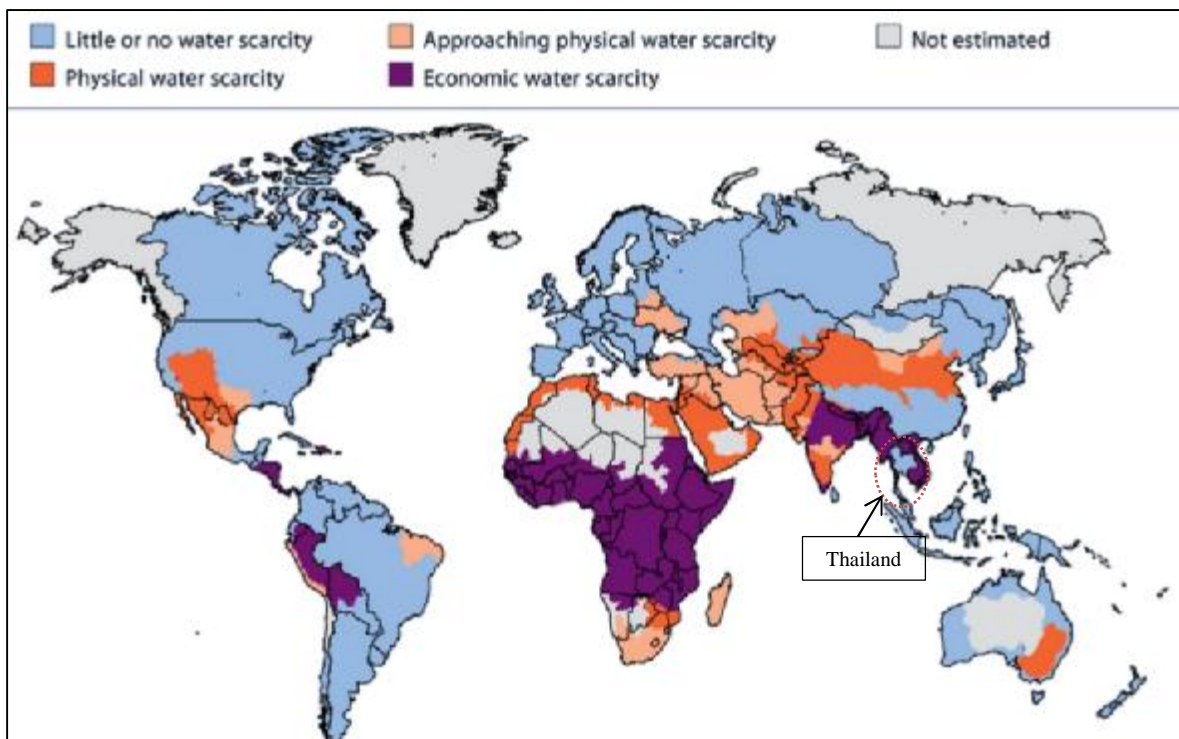 Little or no water scarcity
Approaching physical water scarcity
Not estimated
Physical water scarcity
Economic water scarcity
Thailand